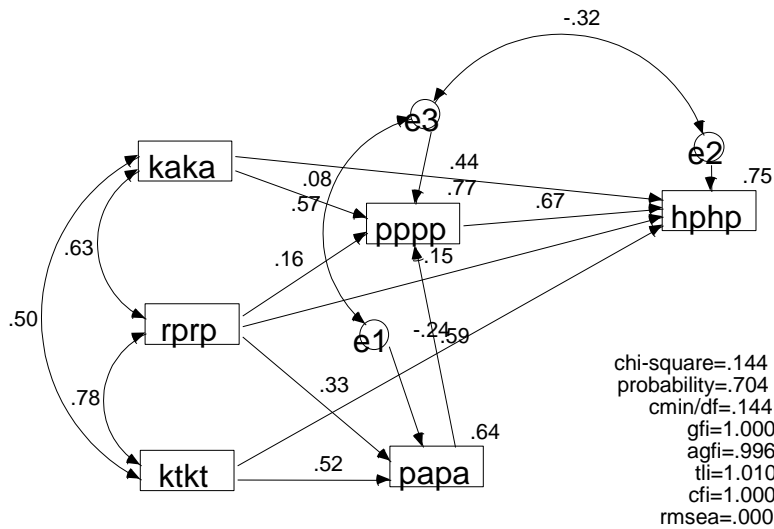 -.32
e3
e2
kaka
.44
.75
.08
.57
.77
.67
hphp
pppp
.63
.16
-.15
.50
rprp
e1
-.24
.59
.78
.33
chi-square=.144
probability=.704
cmin/df=.144
gfi=1.000
agfi=.996
tli=1.010
cfi=1.000
rmsea=.000
.64
ktkt
.52
papa